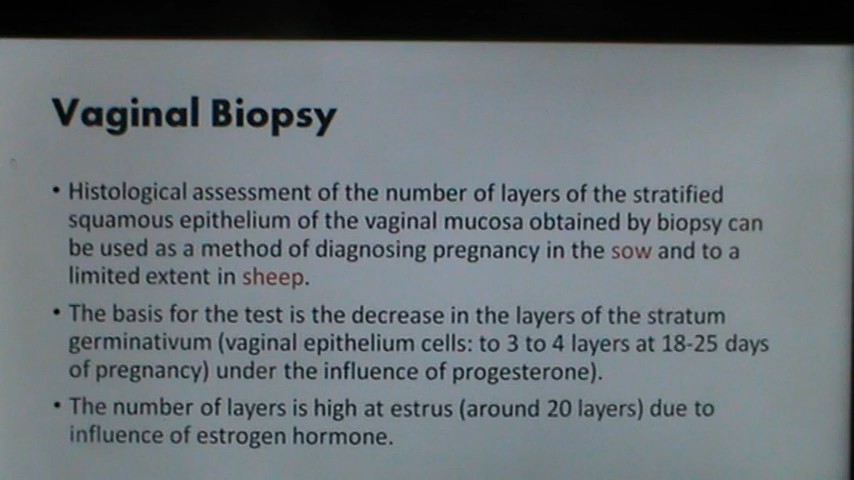 Vaginal Biopsy
• Histological assessment of the number of layers of the stratified
squamous epithelium of the vaginal mucosa obtained by biopsy can
be used as a method of diagnosing pregnancy in the sow and to a
limited extent in sheep.
• The basis for the test is the decrease in the layers of the stratum
germinativum (vaginal epithelium cells: to 3 to 4 layers at 18-25 days
of pregnancy) under the influence of progesterone).
• The number of layers is high at estrus (around 20 layers) due to
influence of estrogen hormone.